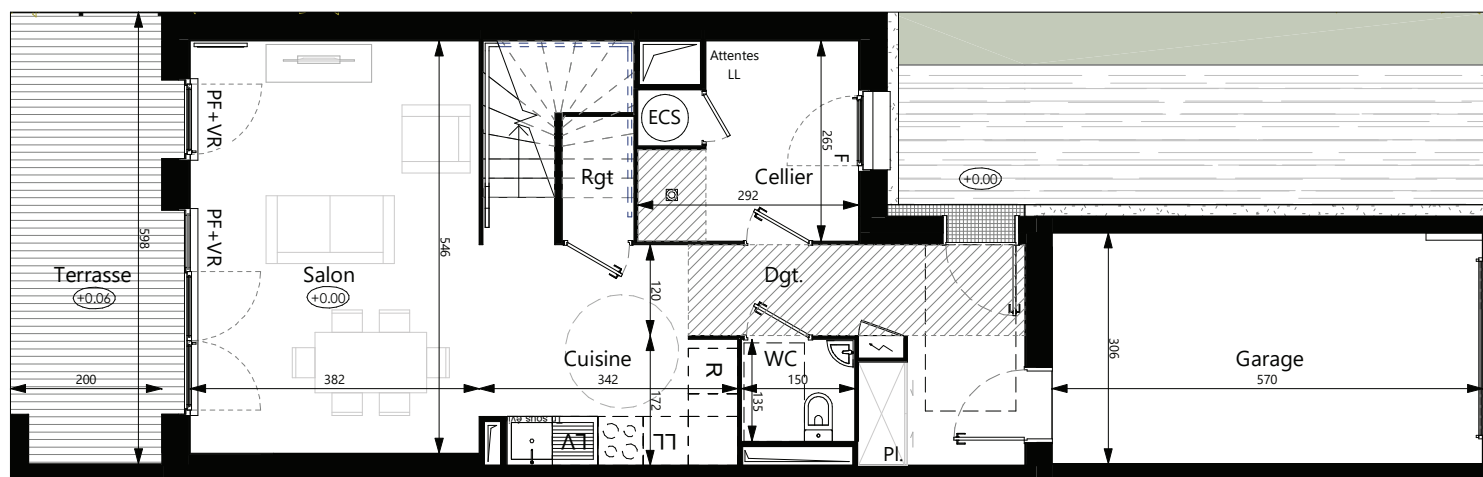 Terrasse
+0.06
200
598
PF+VR
PF+VR
Salon
+0.00
382
546
Rgt
ECS
Attentes
LL
Cellier
292
265
F
+0.00
Dgt.
120
Cuisine
342
172
R
LV
LL
WC
150
135
Pl.
Garage
570
306